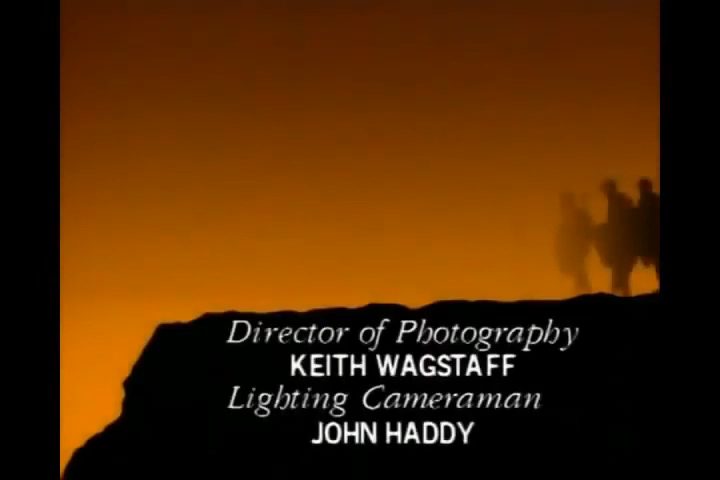 Director of Photography
KEITH WAGSTAFF
Lighting Cameraman
JOHN HADDY